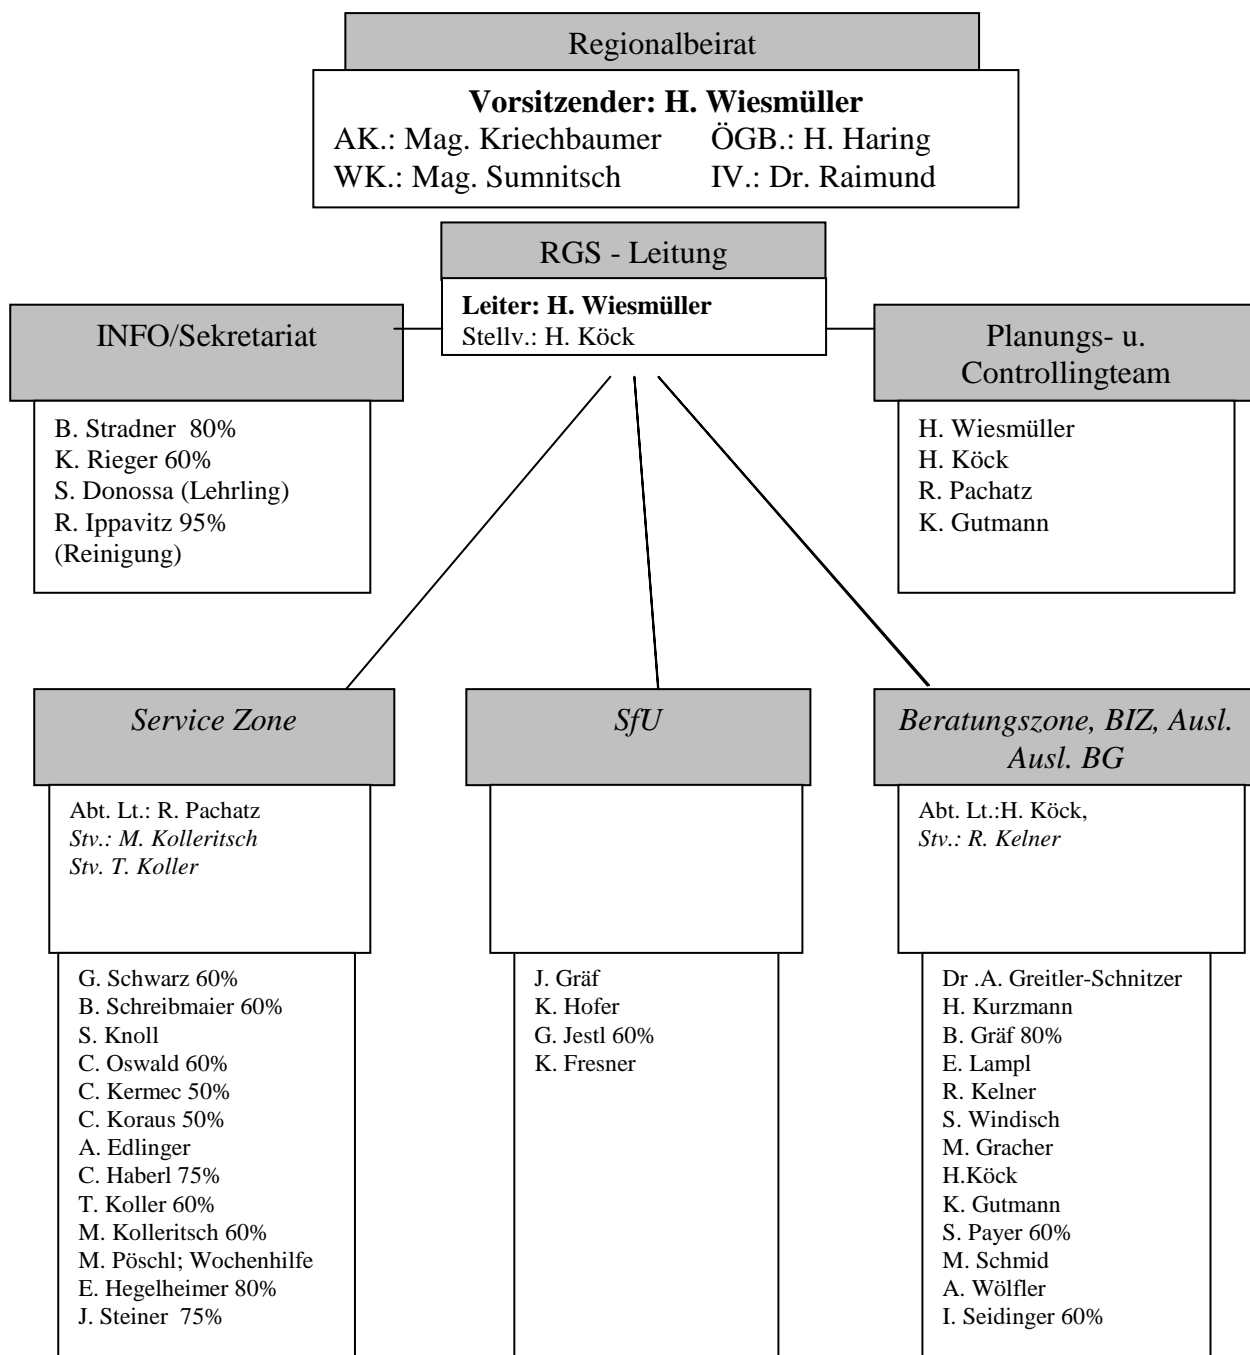 Regionalbeirat
Vorsitzender: H. Wiesmüller
AK.: Mag. Kriechbaumer ÖGB.: H. Haring
WK.: Mag. Sumnitsch IV.: Dr. Raimund
RGS - Leitung
Leiter: H. Wiesmüller
Stellv.: H. Köck
INFO/Sekretariat
B. Stradner 80%
K. Rieger 60%
S. Donossa (Lehrling)
R. Ippavitz 95%
(Reinigung)
Planungs- u.
Controllingteam
H. Wiesmüller
H. Köck
R. Pachatz
K. Gutmann
Service Zone
Abt. Lt.: R. Pachatz
Stv.: M. Kolleritsch
Stv. T. Koller
G. Schwarz 60%
B. Schreibmaier 60%
S. Knoll
C. Oswald 60%
C. Kermec 50%
C. Koraus 50%
A. Edlinger
C. Haberl 75%
T. Koller 60%
M. Kolleritsch 60%
M. Pöschl; Wochenhilfe
E. Hegelheimer 80%
J. Steiner 75%
SfU
J. Gräf
K. Hofer
G. Jestl 60%
K. Fresner
Beratungszone, BIZ, Ausl.
Ausl. BG
Abt. Lt.:H. Köck,
Stv.: R. Kelner
Dr .A. Greitler-Schnitzer
H. Kurzmann
B. Gräf 80%
E. Lampl
R. Kelner
S. Windisch
M. Gracher
H.Köck
K. Gutmann
S. Payer 60%
M. Schmid
A. Wölfler
I. Seidinger 60%